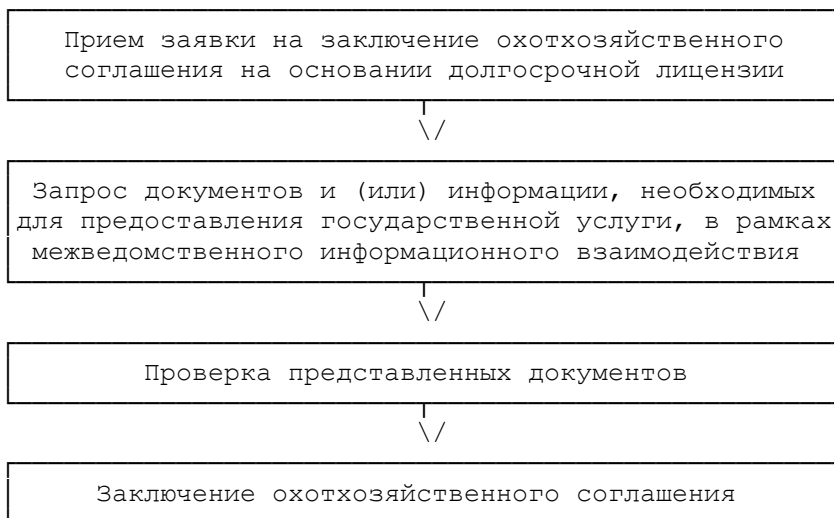 Прием заявки на заключение охотхозяйственного
соглашения на основании долгосрочной лицензии
\/
Запрос документов и (или) информации, необходимых
для предоставления государственной услуги, в рамках
межведомственного информационного взаимодействия
\/
Проверка представленных документов
\/
Заключение охотхозяйственного соглашения